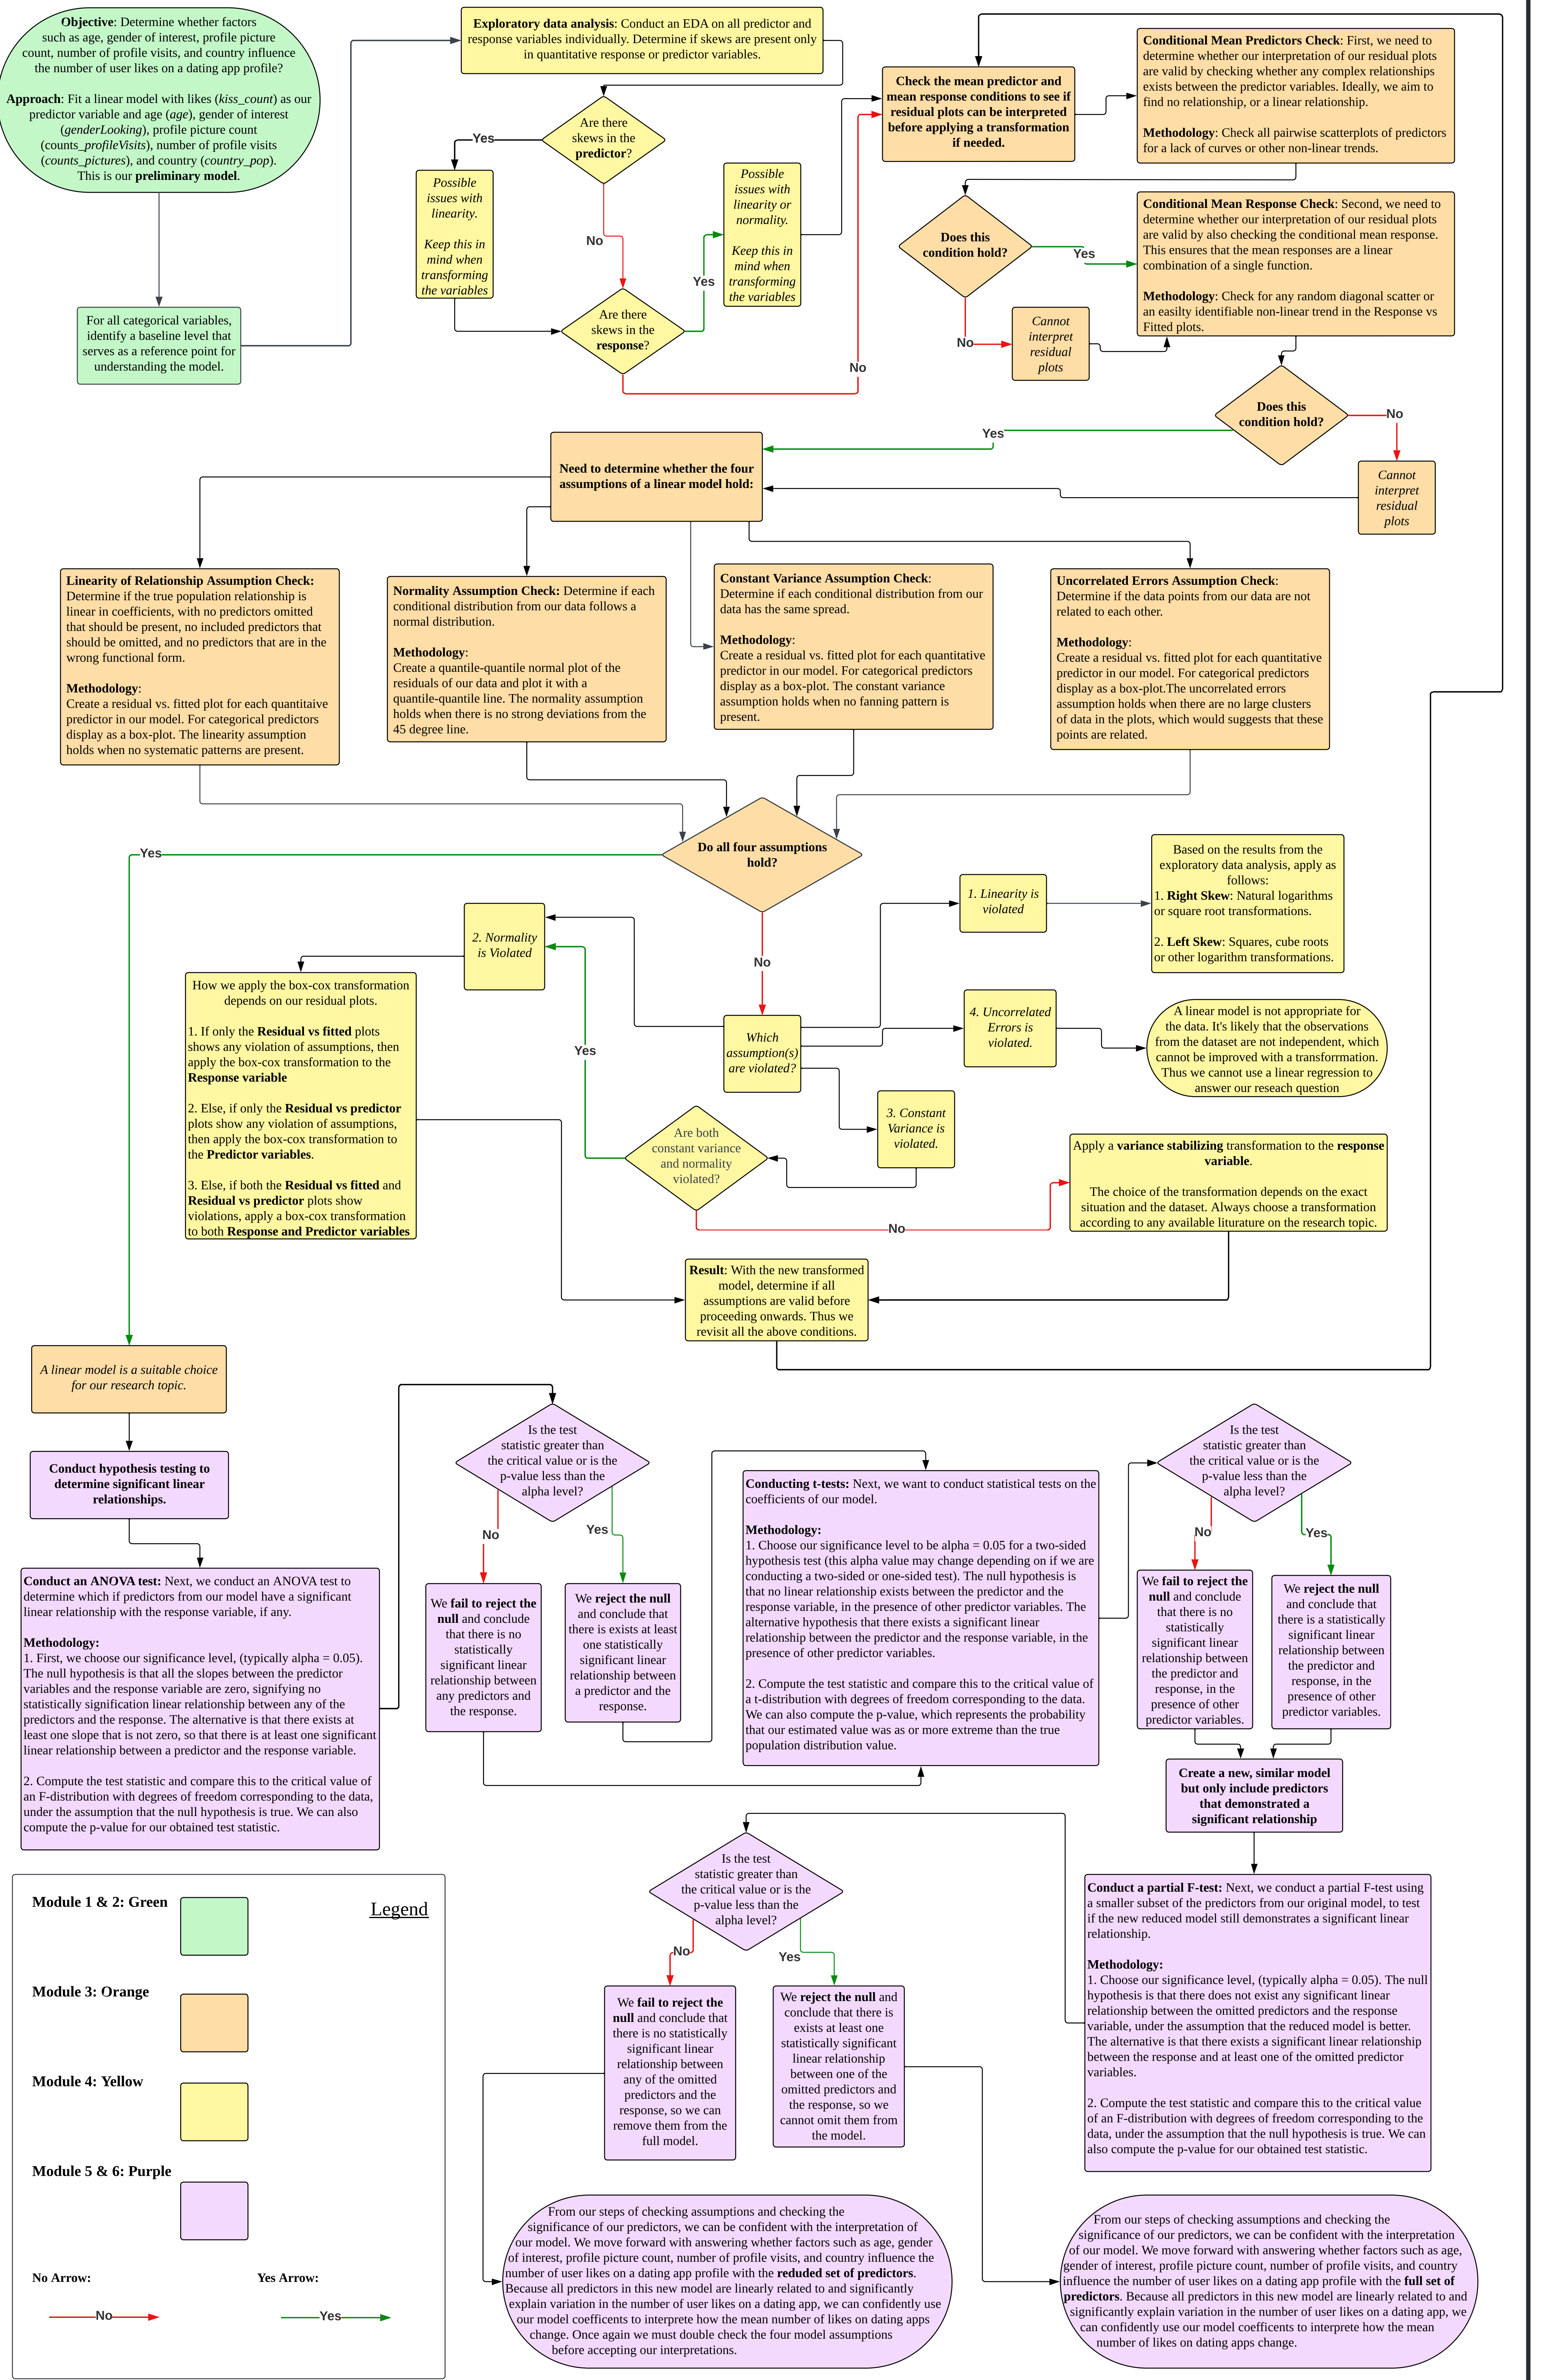 Objective: Determine whether factors
such as age, gender of interest, profile picture
count, number of profile visits, and country influence
the number of user likes on a dating app profile?
Approach: Fit a linear model with likes (kiss_count) as our
predictor variable and age (age), gender of interest
(genderLooking), profile picture count
(counts_profileVisits), number of profile visits
(counts_pictures), and country (country_pop).
This is our preliminary model.
For all categorical variables,
identify a baseline level that
serves as a reference point for
understanding the model.
Exploratory data analysis: Conduct an EDA on all predictor and
response variables individually. Determine if skews are present only
in quantitative response or predictor variables.
Are there
skews in the
predictor?
Yes
Possible
issues with
linearity.
Keep this in
mind when
transforming
the variables
No
Are there
skews in the
response?
Yes
Possible
issues with
linearity or
normality.
Keep this in
mind when
transforming
the variables
No
Check the mean predictor and
mean response conditions to see if
residual plots can be interpreted
before applying a transformation
if needed.
Conditional Mean Predictors Check: First, we need to
determine whether our interpretation of our residual plots
are valid by checking whether any complex relationships
exists between the predictor variables. Ideally, we aim to
find no relationship, or a linear relationship.
Methodology: Check all pairwise scatterplots of predictors
for a lack of curves or other non-linear trends.
Does this
condition hold?
Yes
No
Cannot
interpret
residual
plots
Conditional Mean Response Check: Second, we need to
determine whether our interpretation of our residual plots
are valid by also checking the conditional mean response.
This ensures that the mean responses are a linear
combination of a single function.
Methodology: Check for any random diagonal scatter or
an easilty identifiable non-linear trend in the Response vs
Fitted plots.
Does this
condition hold?
No
Yes
Cannot
interpret
residual
plots
Need to determine whether the four
assumptions of a linear model hold:
Linearity of Relationship Assumption Check:
Determine if the true population relationship is
linear in coefficients, with no predictors omitted
that should be present, no included predictors that
should be omitted, and no predictors that are in the
wrong functional form.
Methodology:
Create a residual vs. fitted plot for each quantitaive
predictor in our model. For categorical predictors
display as a box-plot. The linearity assumption
holds when no systematic patterns are present.
Normality Assumption Check: Determine if each
conditional distribution from our data follows a
normal distribution.
Methodology:
Create a quantile-quantile normal plot of the
residuals of our data and plot it with a
quantile-quantile line. The normality assumption
holds when there is no strong deviations from the
45 degree line.
Constant Variance Assumption Check:
Determine if each conditional distribution from our
data has the same spread.
Methodology:
Create a residual vs. fitted plot for each quantitative
predictor in our model. For categorical predictors
display as a box-plot. The constant variance
assumption holds when no fanning pattern is
present.
Uncorrelated Errors Assumption Check:
Determine if the data points from our data are not
related to each other.
Methodology:
Create a residual vs. fitted plot for each quantitative
predictor in our model. For categorical predictors
display as a box-plot.The uncorrelated errors
assumption holds when there are no large clusters
of data in the plots, which would suggests that these
points are related.
Do all four assumptions
hold?
Yes
No
Which
assumption(s)
are violated?
1. Linearity is
violated
Based on the results from the
exploratory data analysis, apply as
follows:
1. Right Skew: Natural logarithms
or square root transformations.
2. Left Skew: Squares, cube roots
or other logarithm transformations.
2. Normality
is Violated
How we apply the box-cox transformation
depends on our residual plots.
1. If only the Residual vs fitted plots
shows any violation of assumptions, then
apply the box-cox transformation to the
Response variable
2. Else, if only the Residual vs predictor
plots show any violation of assumptions,
then apply the box-cox transformation to
the Predictor variables.
3. Else, if both the Residual vs fitted and
Residual vs predictor plots show
violations, apply a box-cox transformation
to both Response and Predictor variables
4. Uncorrelated
Errors is
violated.
A linear model is not appropriate for
the data. It's likely that the observations
from the dataset are not independent, which
cannot be improved with a transforrmation.
Thus we cannot use a linear regression to
answer our reseach question
3. Constant
Variance is
violated.
Are both
constant variance
and normality
violated?
Yes
No
Apply a variance stabilizing transformation to the response
variable.
The choice of the transformation depends on the exact
situation and the dataset. Always choose a transformation
according to any available liturature on the research topic.
Result: With the new transformed
model, determine if all
assumptions are valid before
proceeding onwards. Thus we
revisit all the above conditions.
A linear model is a suitable choice
for our research topic.
Conduct hypothesis testing to
determine significant linear
relationships.
Conduct an ANOVA test: Next, we conduct an ANOVA test to
determine which if predictors from our model have a significant
linear relationship with the response variable, if any.
Methodology:
1. First, we choose our significance level, (typically alpha = 0.05).
The null hypothesis is that all the slopes between the predictor
variables and the response variable are zero, signifying no
statistically signification linear relationship between any of the
predictors and the response. The alternative is that there exists at
least one slope that is not zero, so that there is at least one significant
linear relationship between a predictor and the response variable.
2. Compute the test statistic and compare this to the critical value of
an F-distribution with degrees of freedom corresponding to the data,
under the assumption that the null hypothesis is true. We can also
compute the p-value for our obtained test statistic.
Is the test
statistic greater than
the critical value or is the
p-value less than the
alpha level?
No
Yes
We fail to reject the
null and conclude
that there is no
statistically
significant linear
relationship between
any predictors and
the response.
We reject the null
and conclude that
there is exists at least
one statistically
significant linear
relationship between
a predictor and the
response.
Conducting t-tests: Next, we want to conduct statistical tests on the
coefficients of our model.
Methodology:
1. Choose our significance level to be alpha = 0.05 for a two-sided
hypothesis test (this alpha value may change depending on if we are
conducting a two-sided or one-sided test). The null hypothesis is
that no linear relationship exists between the predictor and the
response variable, in the presence of other predictor variables. The
alternative hypothesis that there exists a significant linear
relationship between the predictor and the response variable, in the
presence of other predictor variables.
2. Compute the test statistic and compare this to the critical value of
a t-distribution with degrees of freedom corresponding to the data.
We can also compute the p-value, which represents the probability
that our estimated value was as or more extreme than the true
population distribution value.
Is the test
statistic greater than
the critical value or is the
p-value less than the
alpha level?
No
Yes
We fail to reject the
null and conclude
that there is no
statistically
significant linear
relationship between
the predictor and
response, in the
presence of other
predictor variables.
We reject the null
and conclude that
there is a statistically
significant linear
relationship between
the predictor and
response, in the
presence of other
predictor variables.
Create a new, similar model
but only include predictors
that demonstrated a
significant relationship
Conduct a partial F-test: Next, we conduct a partial F-test using
a smaller subset of the predictors from our original model, to test
if the new reduced model still demonstrates a significant linear
relationship.
Methodology:
1. Choose our significance level, (typically alpha = 0.05). The null
hypothesis is that there does not exist any significant linear
relationship between the omitted predictors and the response
variable, under the assumption that the reduced model is better.
The alternative is that there exists a significant linear relationship
between the response and at least one of the omitted predictor
variables.
2. Compute the test statistic and compare this to the critical value
of an F-distribution with degrees of freedom corresponding to the
data, under the assumption that the null hypothesis is true. We can
also compute the p-value for our obtained test statistic.
Is the test
statistic greater than
the critical value or is the
p-value less than the
alpha level?
No
Yes
We fail to reject the
null and conclude that
there is no statistically
significant linear
relationship between
any of the omitted
predictors and the
response, so we can
remove them from the
full model.
We reject the null and
conclude that there is
exists at least one
statistically significant
linear relationship
between one of the
omitted predictors and
the response, so we
cannot omit them from
the model.
From our steps of checking assumptions and checking the
significance of our predictors, we can be confident with the interpretation of
our model. We move forward with answering whether factors such as age, gender
of interest, profile picture count, number of profile visits, and country influence the
number of user likes on a dating app profile with the reduded set of predictors.
Because all predictors in this new model are linearly related to and significantly
explain variation in the number of user likes on a dating app, we can confidently use
our model coefficents to interprete how the mean number of likes on dating apps
change. Once again we must double check the four model assumptions
before accepting our interpretations.
From our steps of checking assumptions and checking the
significance of our predictors, we can be confident with the interpretation
of our model. We move forward with answering whether factors such as age,
gender of interest, profile picture count, number of profile visits, and country
influence the number of user likes on a dating app profile with the full set of
predictors. Because all predictors in this new model are linearly related to and
significantly explain variation in the number of user likes on a dating app, we
can confidently use our model coefficents to interprete how the mean
number of likes on dating apps change.
Legend
Module 1 & 2: Green
Module 3: Orange
Module 4: Yellow
Module 5 & 6: Purple
No Arrow:
Yes Arrow:
No
Yes